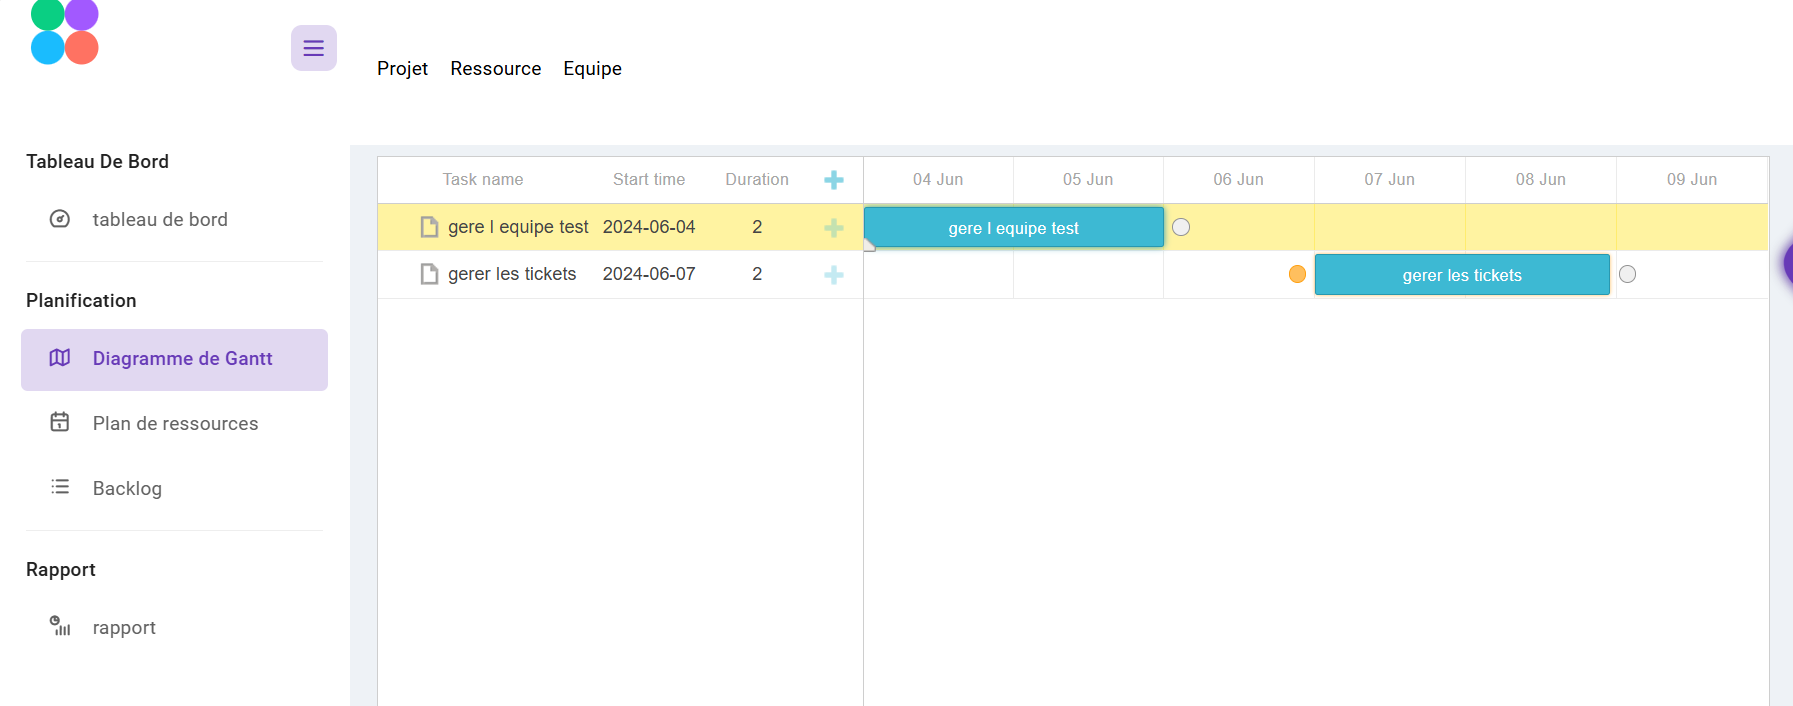 Projet Ressource Equipe
Tableau De Bord
tableau de bord
Planification
Diagramme de Gantt
Plan de ressources
Backlog
Rapport
rapport
Task name Start time Duration 04 Jun 05 Jun 06 Jun 07 Jun 08 Jun 09 Jun
gere l equipe test 2024-06-04 2 gere l equipe test
gerer les tickets 2024-06-07 2 gerer les tickets